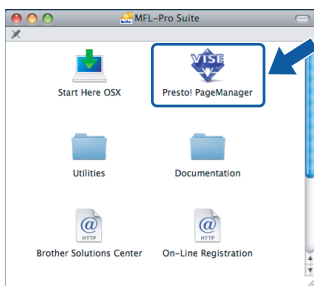 MFL-Pro Suite
VISE
Start Here OSX
Presto! PageManager
Utilities
Documentation
@
HTTP
@
HTTP
Brother Solutions Center
On-Line Registration